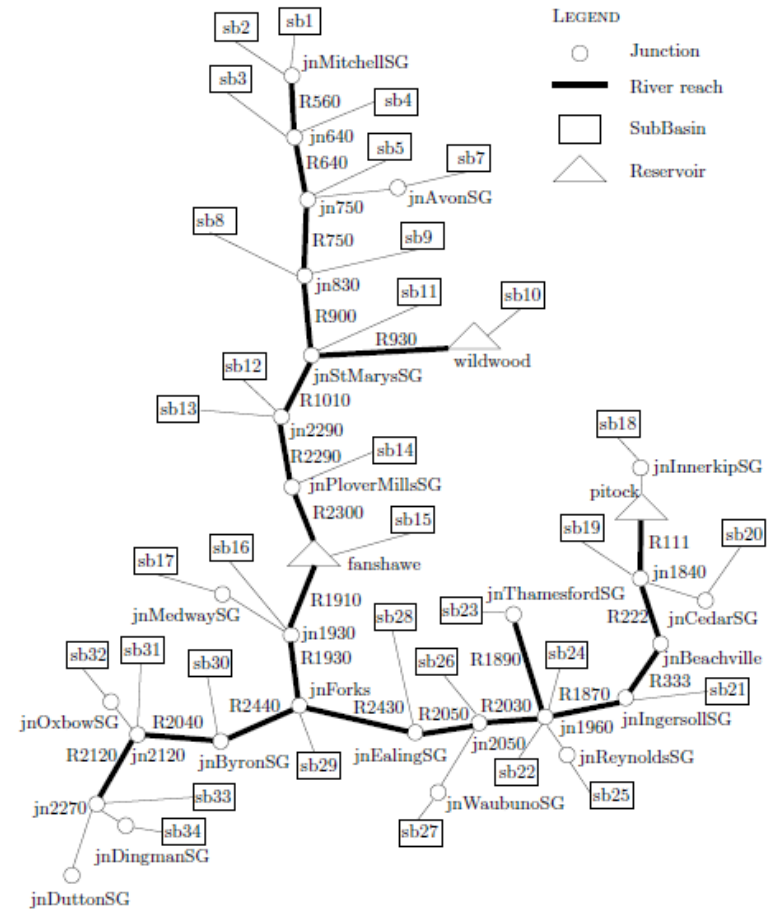 LEGEND
Junction
River reach
SubBasin
Reservoir
sb2
sb1
jnMitchellSG
sb3
R560
sb4
jn640
R640
sb5
sb7
jn750
jnAvonSG
sb8
R750
sb9
jn830
sb11
sb10
R900
R930
wildwood
jnStMarysSG
sb12
R1010
sb13
jn2290
sb18
R2290
sb14
jnInnerkipSG
jnPloverMillsSG
pitock
R2300
sb15
sb19
sb20
sb16
R111
sb17
fanshawe
jn1840
jnThamesfordSG
R1910
jnMedwaySG
sb28
sb23
R222
jnCedarSG
jn1930
sb31
R1930
sb26
sb24
jnBeachville
sb32
sb30
R1890
R333
jnForks
R1870
sb21
R2440
R2430
R2050
R2030
jnIngersollSG
jnOxbowSG
R2040
jn1960
R2120
jn2120
jnByronSG
sb29
jnEalingSG
jn2050
jnReynoldsSG
sb22
sb33
jnWaubunoSG
sb25
jn2270
sb34
sb27
jnDingmanSG
jnDuttonSG